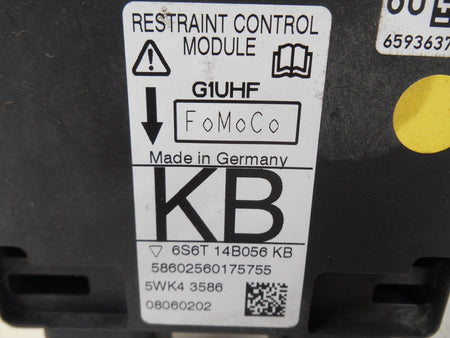 RESTRAINT CONTROL
MODULE
G1UHF
FoMoCo
Made in Germany
KB
6S6T 14B056 KB
58602560175755
5WK4 3586
08060202
6593637